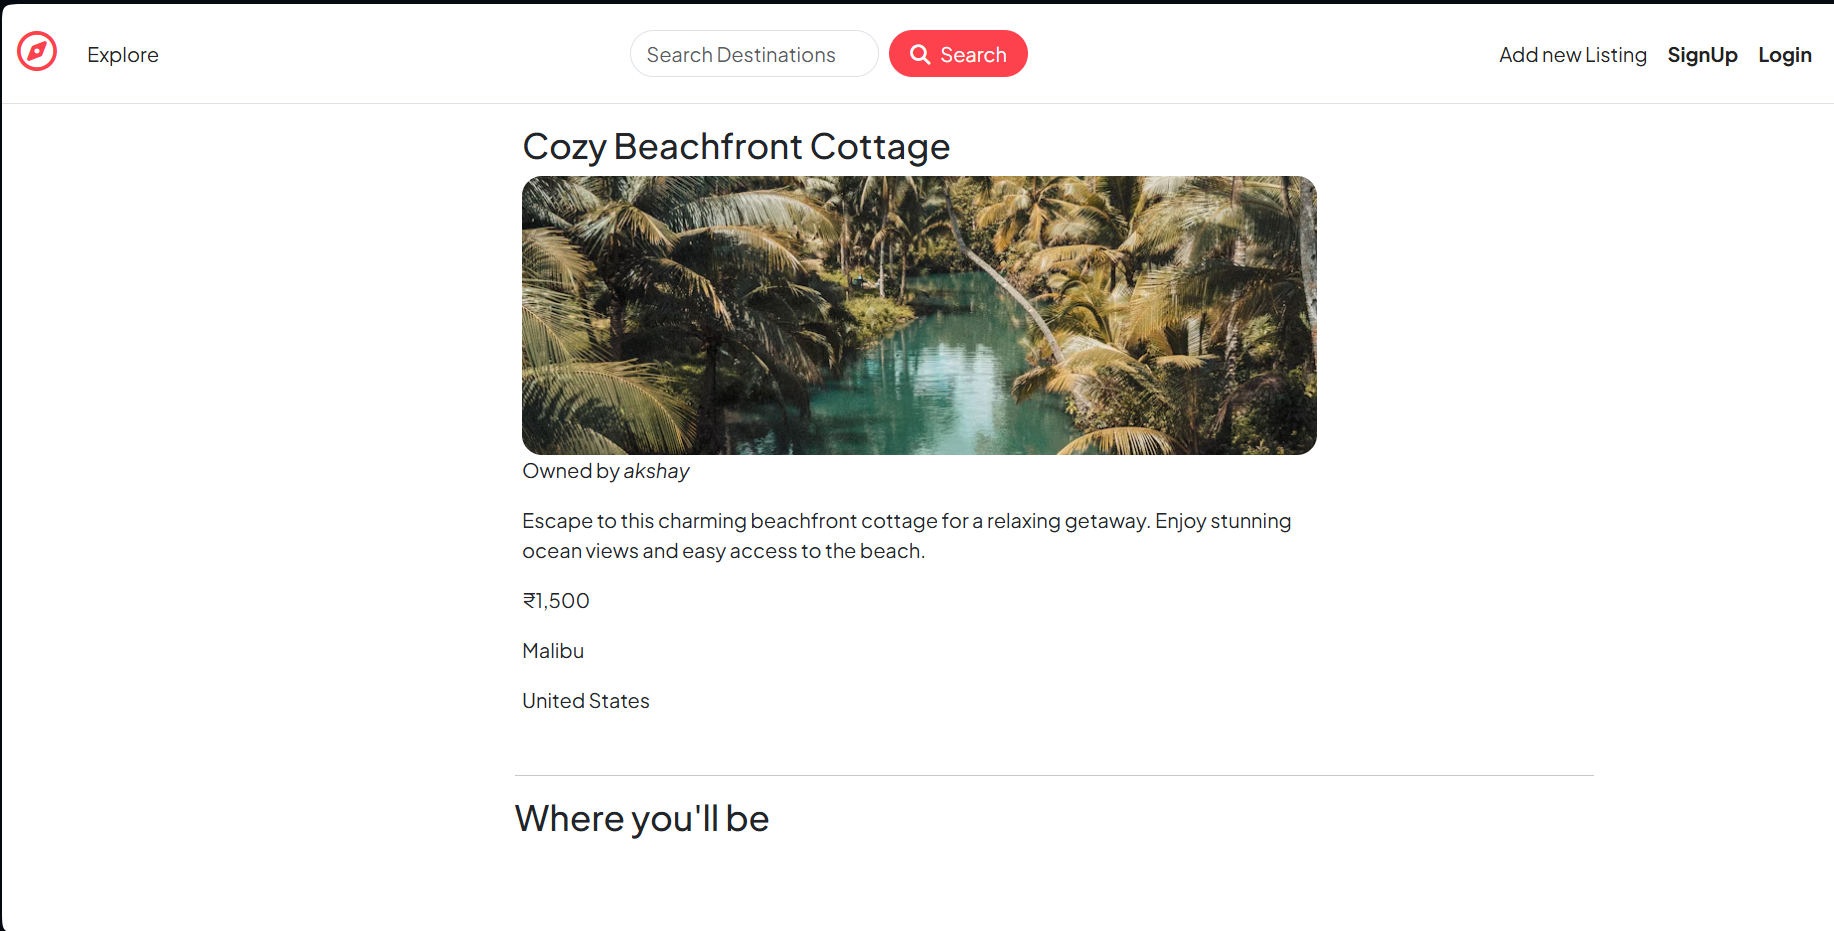 Explore
Search Destinations
Search
Add new Listing
SignUp
Login
Cozy Beachfront Cottage
Owned by akshay
Escape to this charming beachfront cottage for a relaxing getaway. Enjoy stunning
ocean views and easy access to the beach.
₹1,500
Malibu
United States
Where you'll be